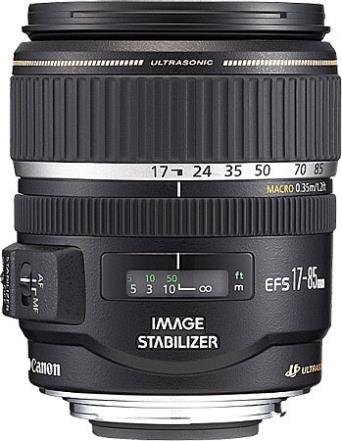 ULTRASONIC
17 24 35 50 70 85
MACRO 0.35m/1.2ft
5 10 50 ft
5 3 10 ∞ m
EFS 17-85mm
AF
MF
STABILIZER
IMAGE
STABILIZER
Canon
ULTRASONIC